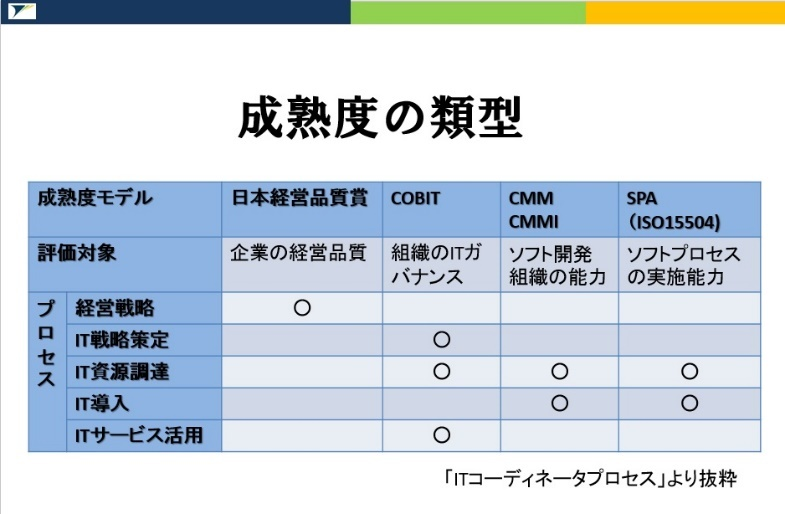 成熟度の類型
成熟度モデル 日本経営品質賞 COBIT CMM SPA
CMMI （ISO15504）
評価対象 企業の経営品質 組織のITガ ソフト開発 ソフトプロセス
バナンス 組織の能力 の実施能力
プロセス
経営戦略 〇
IT戦略策定 〇
IT資源調達 〇 〇 〇
IT導入 〇 〇
ITサービス活用 〇
「ITコーディネータプロセス」より抜粋